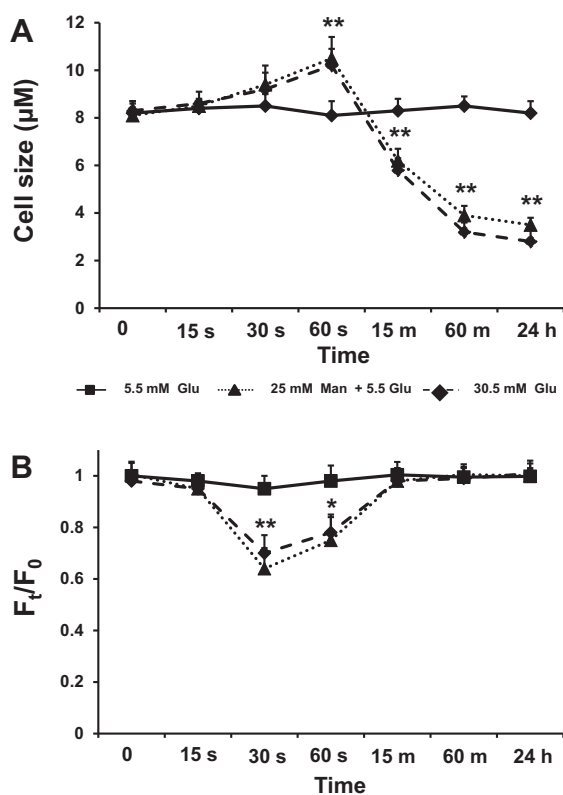 A
Cell size (µM)
12
10
8
6
4
2
0
**
**
**
**
0 15 s 30 s 60 s 15 m 60 m 24 h
Time
5.5 mM Glu 25 mM Man + 5.5 Glu 30.5 mM Glu
B
Ft/F0
1
0.8
0.6
0.4
0.2
0
**
*
0 15 s 30 s 60 s 15 m 60 m 24 h
Time